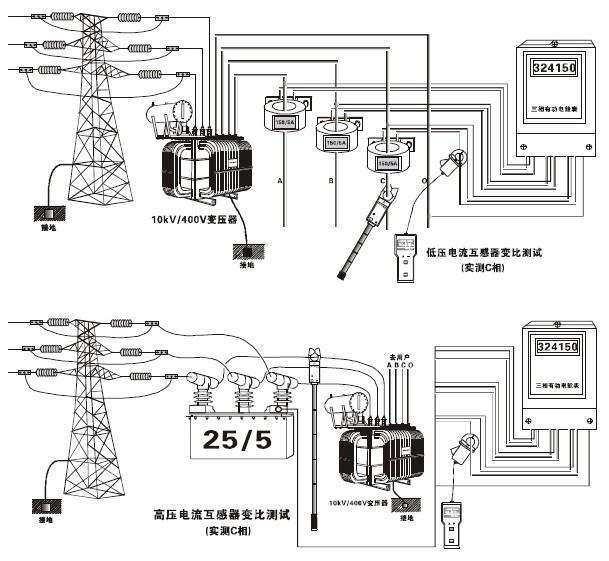 324150
三相有功电能表
150/5A
150/5A
150/5A
A
B
C
O
10kV/400V变压器
接地
接地
低压电流互感器变比测试
(实测C相)
去用户
A B C O
324150
三相有功电能表
25/5
10kV/400V变压器
接地
接地
高压电流互感器变比测试
(实测C相)